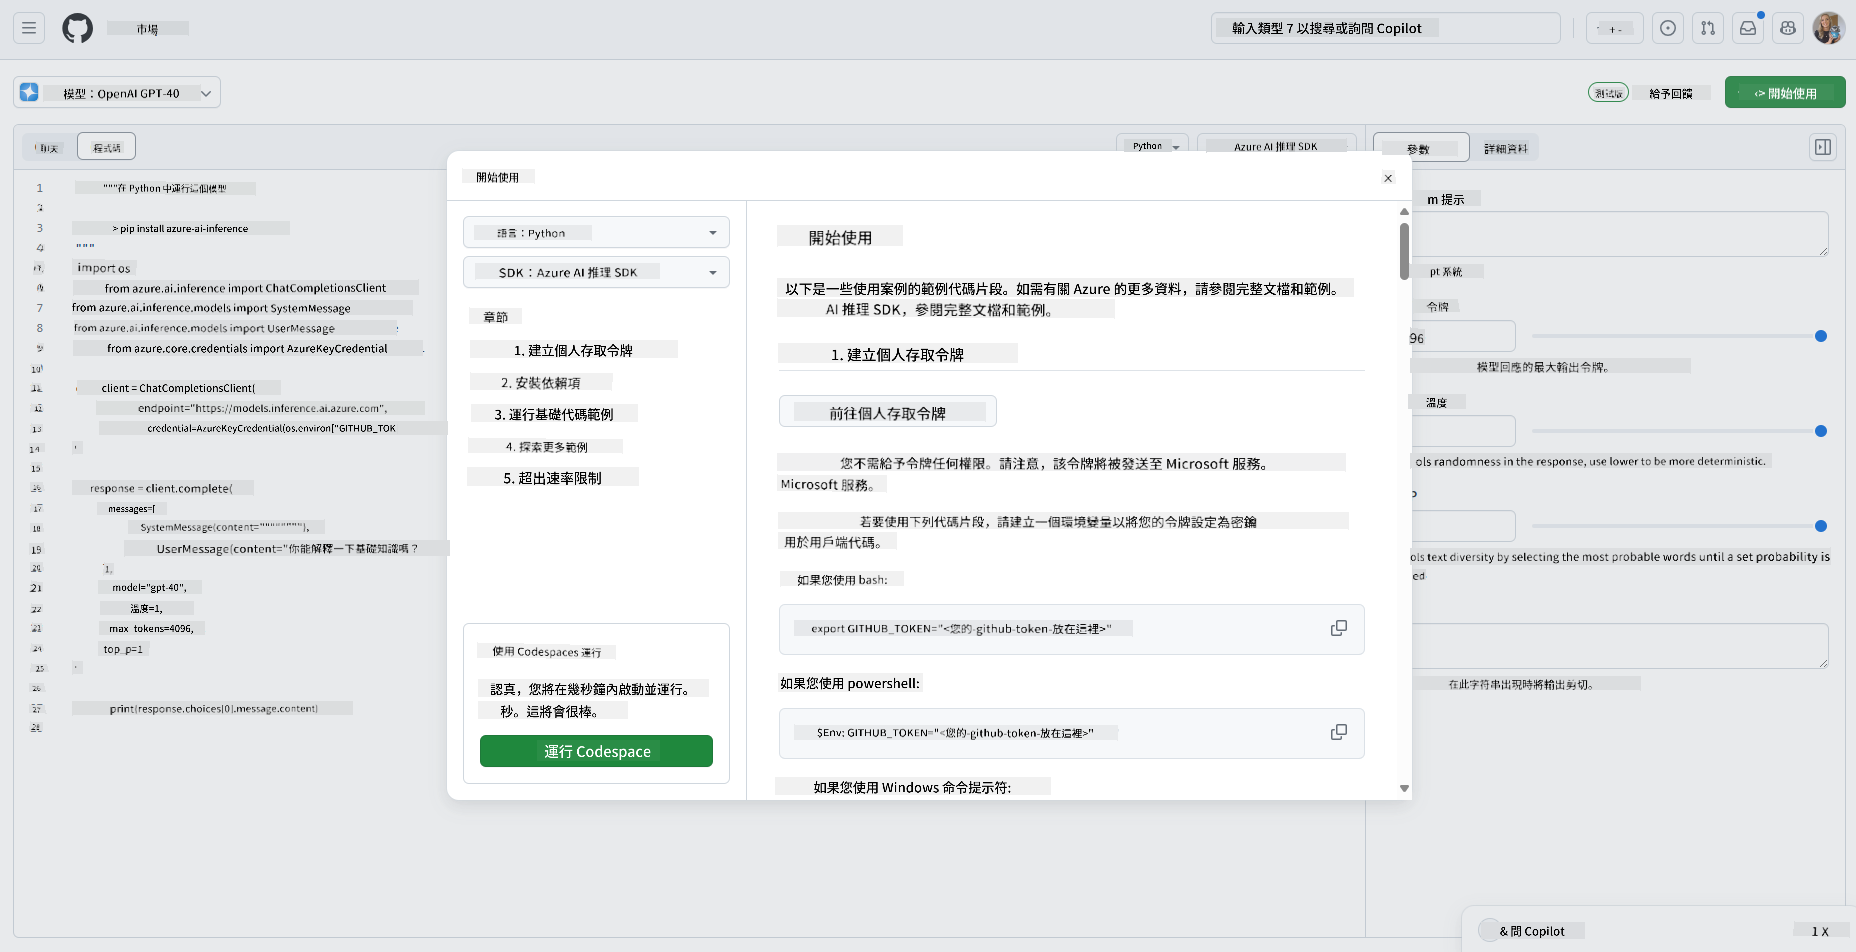 市場
輸入類型 7 以搜尋或詢問 Copilot
+ -
模型：OpenAI GPT-40
測試版
給予回饋
<> 開始使用
聊天
程式碼
Python
Azure AI 推理 SDK
參數
詳細資料
1 """在 Python 中運行這個模型
2
3 > pip install azure-ai-inference
4 """
import os
from azure.ai.inference import ChatCompletionsClient
7 from azure.ai.inference.models import SystemMessage
8 from azure.ai.inference.models import UserMessage
9 from azure.core.credentials import AzureKeyCredential
10
11 client = ChatCompletionsClient(
12 endpoint="https://models.inference.ai.azure.com",
13 credential=AzureKeyCredential(os.environ["GITHUB_TOK
14
15
16 response = client.complete(
17 messages=[
18 SystemMessage(content=""""""""),
19 UserMessage(content="你能解釋一下基礎知識嗎？
20 ],
21 model="gpt-40",
22 溫度=1,
23 max_tokens=4096,
24 top_p=1
25
26
27 print(response.choices[0].message.content)
28
開始使用
x
語言：Python
SDK：Azure AI 推理 SDK
章節
1. 建立個人存取令牌
2. 安裝依賴項
3. 運行基礎代碼範例
4. 探索更多範例
5. 超出速率限制
使用 Codespaces 運行
認真，您將在幾秒鐘內啟動並運行。
秒。這將會很棒。
運行 Codespace
開始使用
以下是一些使用案例的範例代碼片段。如需有關 Azure 的更多資料，請參閱完整文檔和範例。
AI 推理 SDK，參閱完整文檔和範例。
1. 建立個人存取令牌
前往個人存取令牌
您不需給予令牌任何權限。請注意，該令牌將被發送至 Microsoft 服務。
Microsoft 服務。
若要使用下列代碼片段，請建立一個環境變量以將您的令牌設定為密鑰
用於用戶端代碼。
如果您使用 bash:
export GITHUB_TOKEN="<您的-github-token-放在這裡>"
如果您使用 powershell:
$Env: GITHUB_TOKEN="<您的-github-token-放在這裡>"
如果您使用 Windows 命令提示符:
m 提示
pt 系統
令牌
96
模型回應的最大輸出令牌。
溫度
ols randomness in the response, use lower to be more deterministic.
ols text diversity by selecting the most probable words until a set probability is
ed
在此字符串出現時將輸出剪切。
& 問 Copilot
1 X